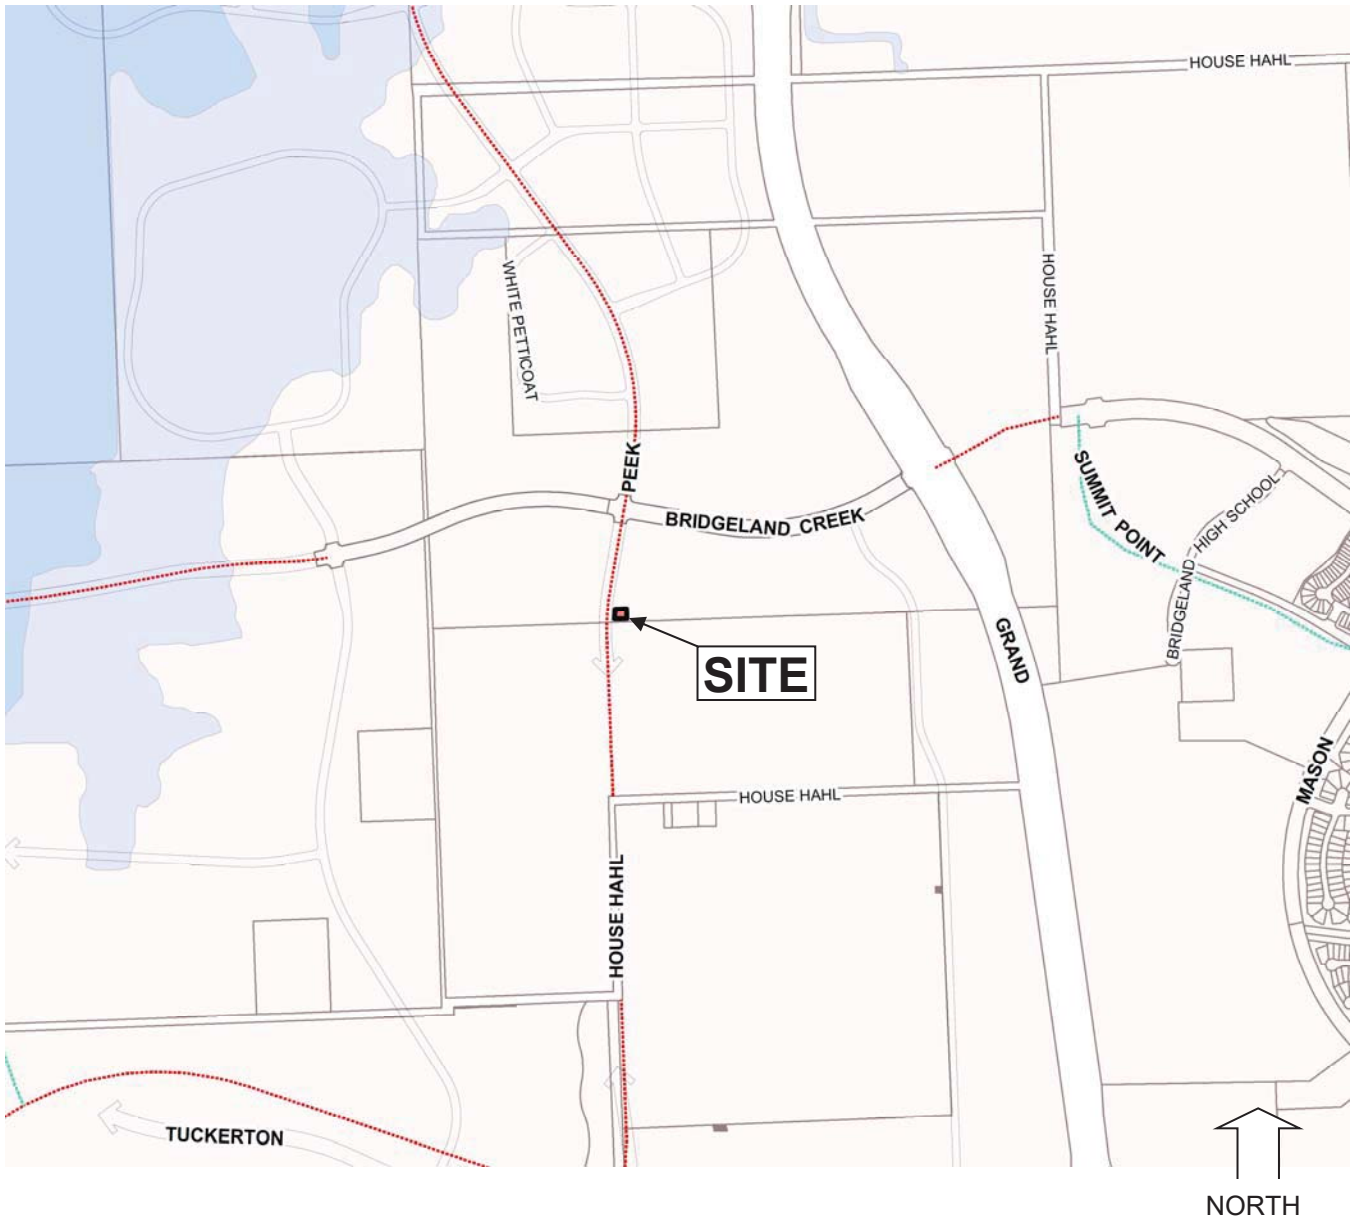 HOUSE HAHL
HOUSE HAHL
WHITE PETTICOAT
PEEK
BRIDGELAND CREEK
SUMMIT POINT
BRIDGELAND HIGH SCHOOL
GRAND
SITE
MASON
HOUSE HAHL
HOUSE HAHL
TUCKERTON
NORTH